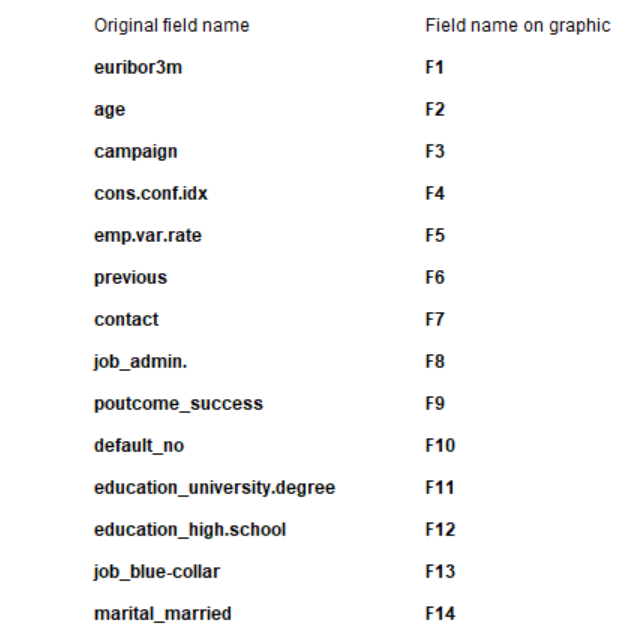 Original field name Field name on graphic
euribor3m F1
age F2
campaign F3
cons.conf.idx F4
emp.var.rate F5
previous F6
contact F7
job_admin. F8
poutcome_success F9
default_no F10
education_university.degree F11
education_high.school F12
job_blue-collar F13
marital_married F14